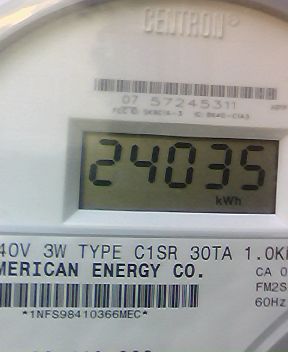 CENTRON®
07 57245311
24035
kWh
40V 3W TYPE C1SR 30TA 1.0K
MERICAN ENERGY CO.
CA 0
FM2S
60Hz
*1NFS98410366MEC*